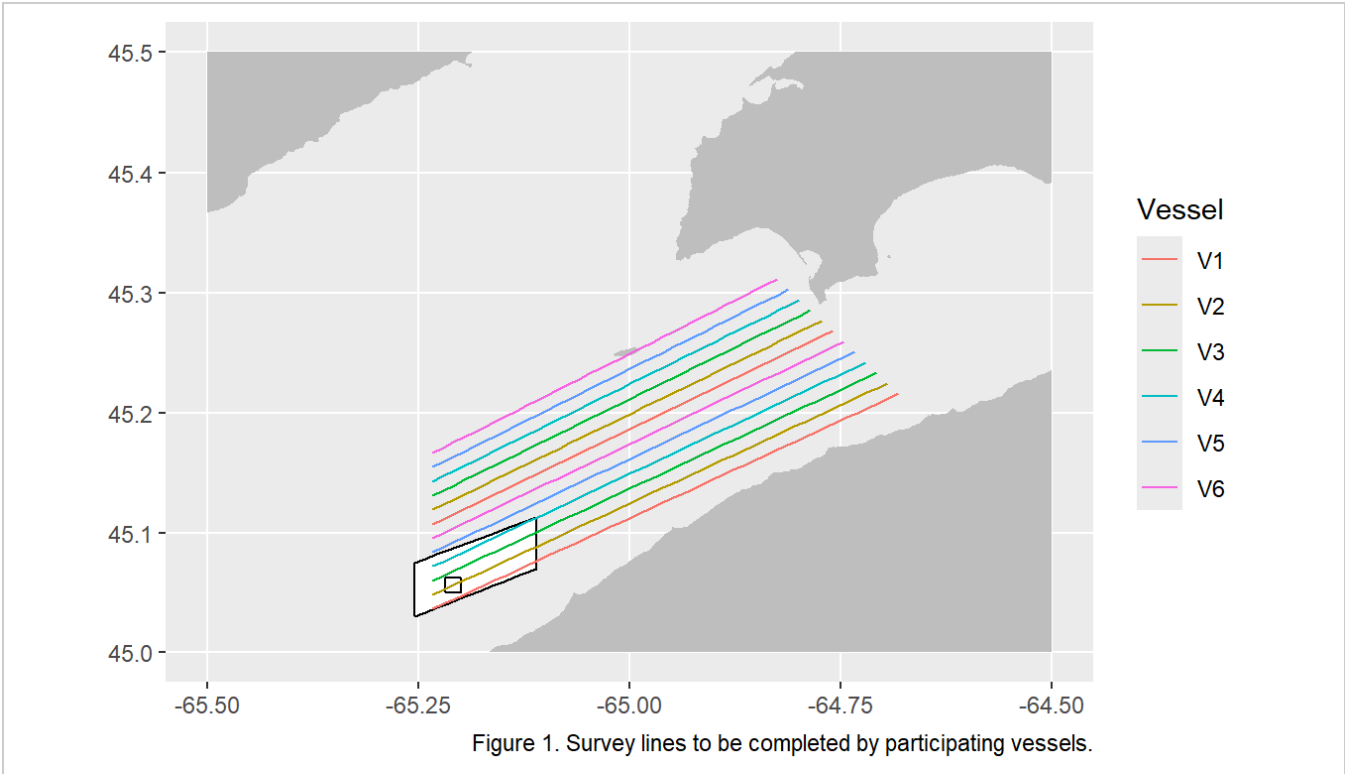 45.5
45.4
45.3
45.2
45.1
45.0
-65.50
-65.25
-65.00
-64.75
-64.50
Vessel
V1
V2
V3
V4
V5
V6
Figure 1. Survey lines to be completed by participating vessels.